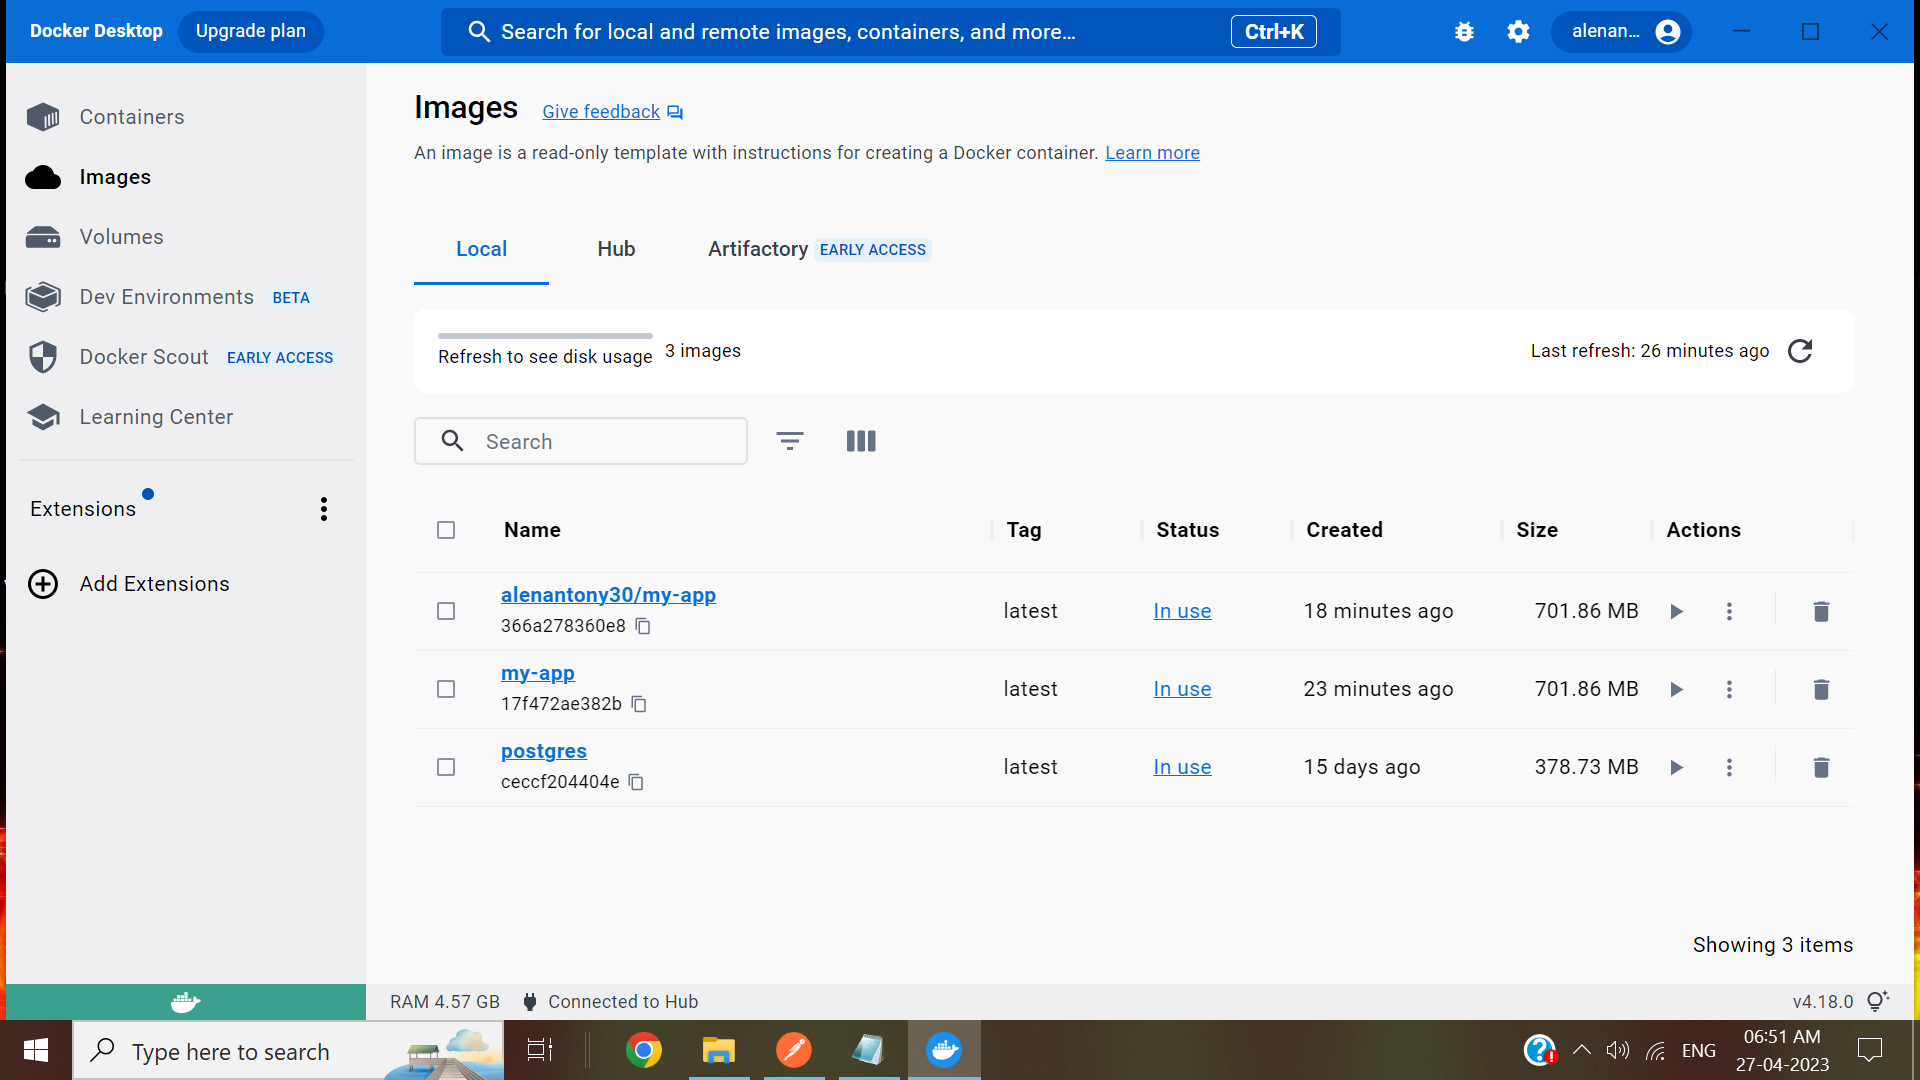 Docker Desktop
Upgrade plan
Search for local and remote images, containers, and more...
Ctrl+K
alenan...
Containers
Images
Volumes
Dev Environments BETA
Docker Scout EARLY ACCESS
Learning Center
Extensions
Add Extensions
Images
Give feedback
An image is a read-only template with instructions for creating a Docker container. Learn more
Local
Hub
Artifactory EARLY ACCESS
Refresh to see disk usage
3 images
Last refresh: 26 minutes ago
Search
Name Tag Status Created Size Actions
alenantony30/my-app
366a278360e8
latest In use 18 minutes ago 701.86 MB
my-app
17f472ae382b
latest In use 23 minutes ago 701.86 MB
postgres
ceccf204404e
latest In use 15 days ago 378.73 MB
Showing 3 items
RAM 4.57 GB
Connected to Hub
v4.18.0
Type here to search
ENG
06:51 AM
27-04-2023